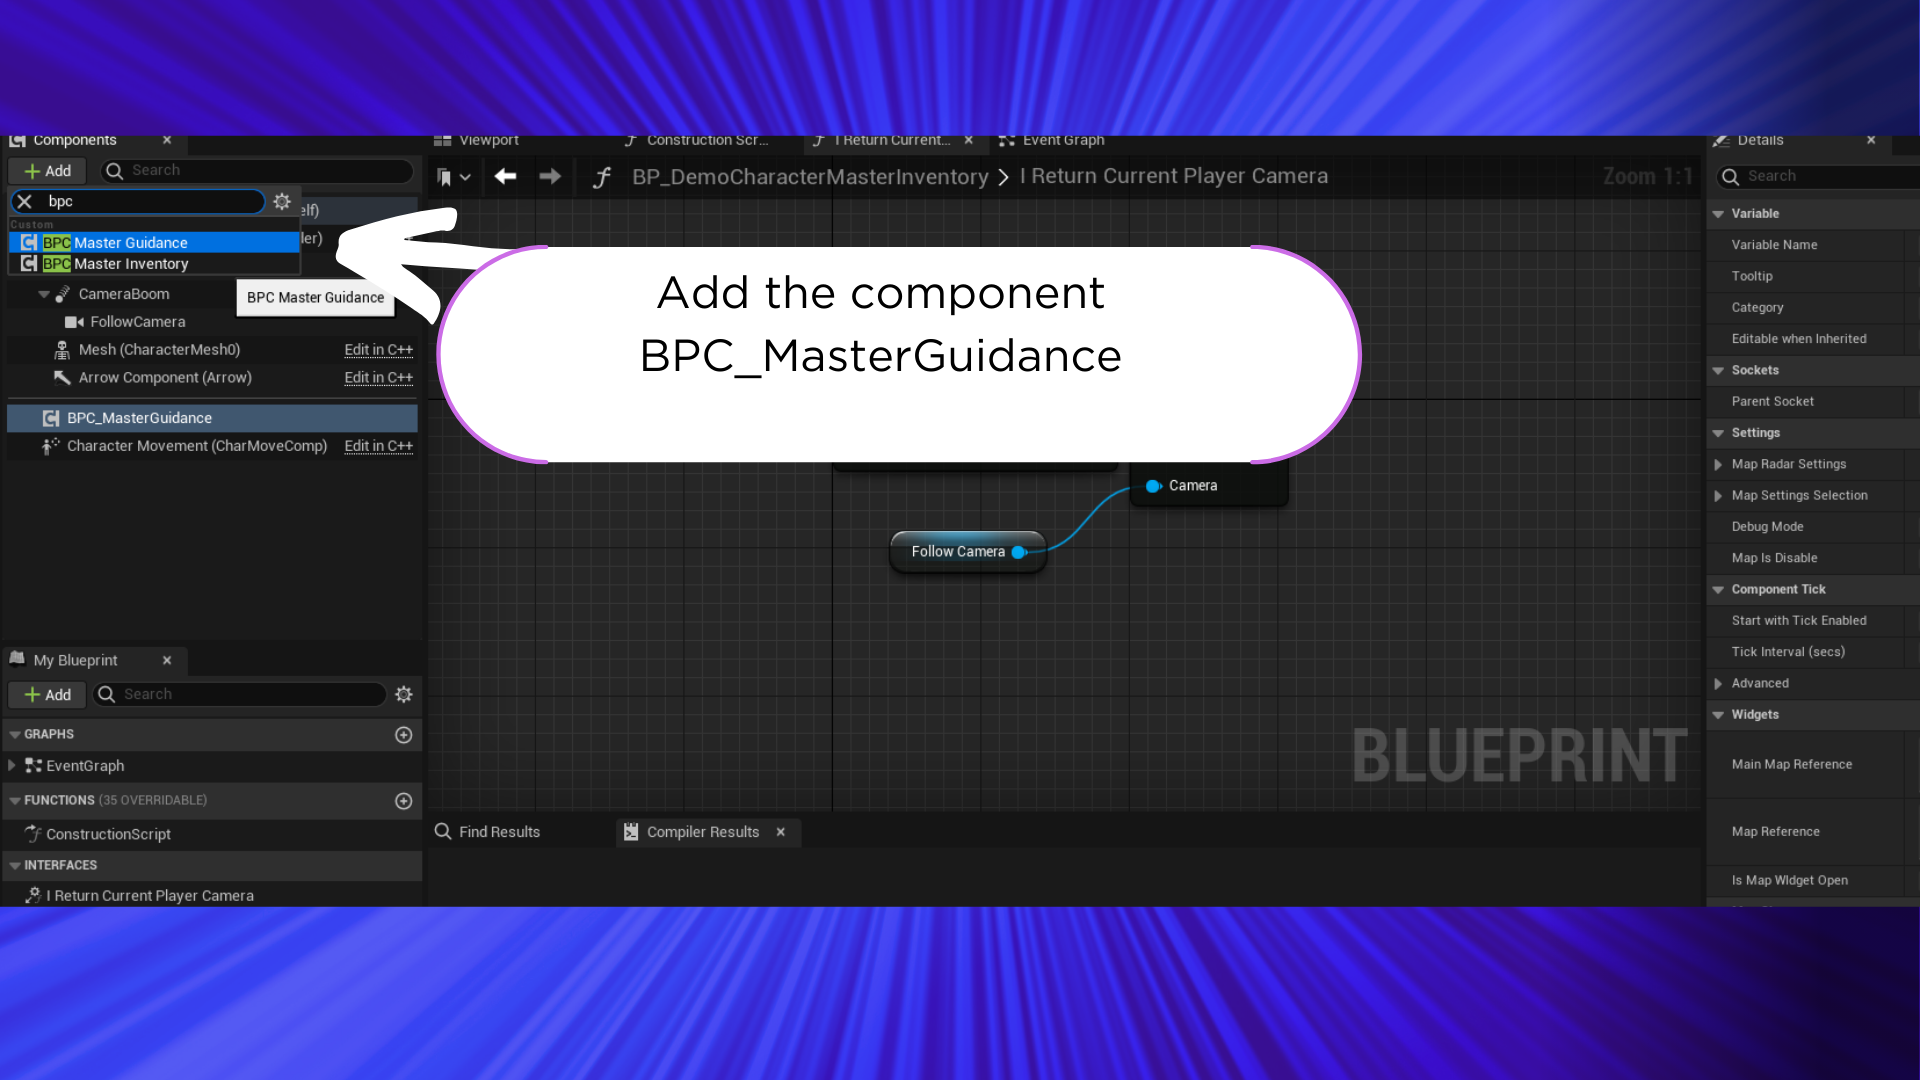 Components
Viewport
Construction Scr...
I Return Current...
Event Graph
Details
Add
Search
BP_DemoCharacterMasterInventory > I Return Current Player Camera
Zoom 1:1
Search
bpc
elf)
Custom
BPC Master Guidance
ler)
BPC Master Inventory
BPC Master Guidance
CameraBoom
FollowCamera
Mesh (CharacterMesh0)
Edit in C++
Arrow Component (Arrow)
Edit in C++
BPC_MasterGuidance
Character Movement (CharMoveComp)
Edit in C++
Add the component
BPC_MasterGuidance
Camera
Follow Camera
BLUEPRINT
Variable
Variable Name
Tooltip
Category
Editable when Inherited
Sockets
Parent Socket
Settings
Map Radar Settings
Map Settings Selection
Debug Mode
Map Is Disable
Component Tick
Start with Tick Enabled
Tick Interval (secs)
Advanced
Widgets
Main Map Reference
Map Reference
Is Map WIdget Open
My Blueprint
Add
Search
GRAPHS
EventGraph
FUNCTIONS (35 OVERRIDABLE)
ConstructionScript
INTERFACES
I Return Current Player Camera
Find Results
Compiler Results